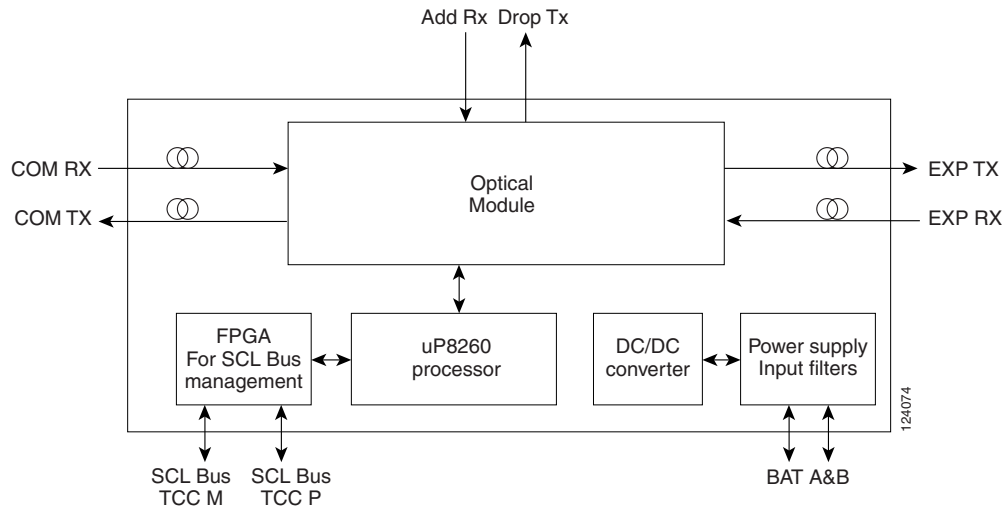 Add Rx Drop Tx
COM RX
COM TX
Optical
Module
EXP TX
EXP RX
FPGA
For SCL Bus
management
uP8260
processor
DC/DC
converter
Power supply
Input filters
124074
SCL Bus
TCC M
SCL Bus
TCC P
BAT A&B